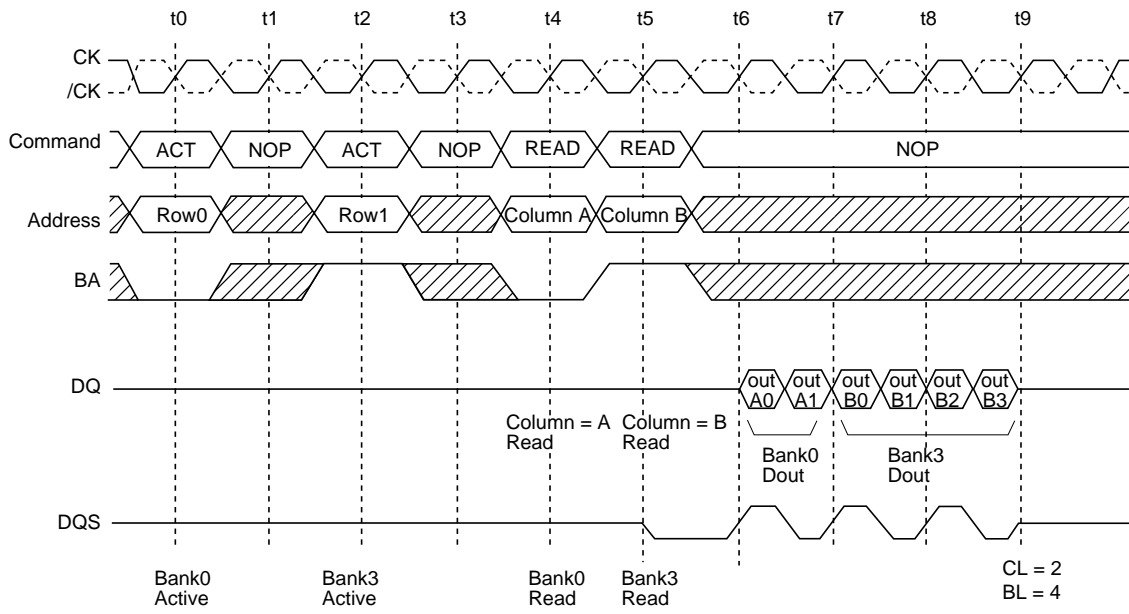 t0 t1 t2 t3 t4 t5 t6 t7 t8 t9
CK
/CK
Command ACT NOP ACT NOP READ READ NOP
Address Row0 Row1 Column A Column B
BA
DQ out A0 out A1 out B0 out B1 out B2 out B3
Column = A Read
Column = B Read
Bank0 Dout
Bank3 Dout
DQS
Bank0 Active
Bank3 Active
Bank0 Read
Bank3 Read
CL = 2
BL = 4